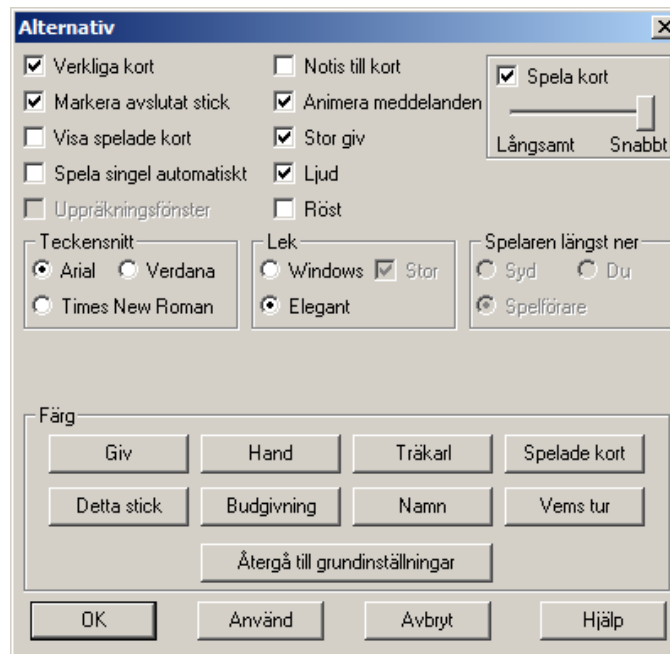 Alternativ
Verkliga kort
Notis till kort
Spela kort
Markera avslutat stick
Animera meddelanden
Visa spelade kort
Stor giv
Långsamt Snabbt
Spela singel automatiskt
Ljud
Uppräkningsfönster
Röst
Teckensnitt
Arial Verdana
Times New Roman
Lek
Windows Stor
Elegant
Spelaren längst ner
Syd Du
Spelförare
Färg
Giv Hand Träkarl Spelade kort
Detta stick Budgivning Namn Vems tur
Återgå till grundinställningar
OK Använd Avbryt Hjälp